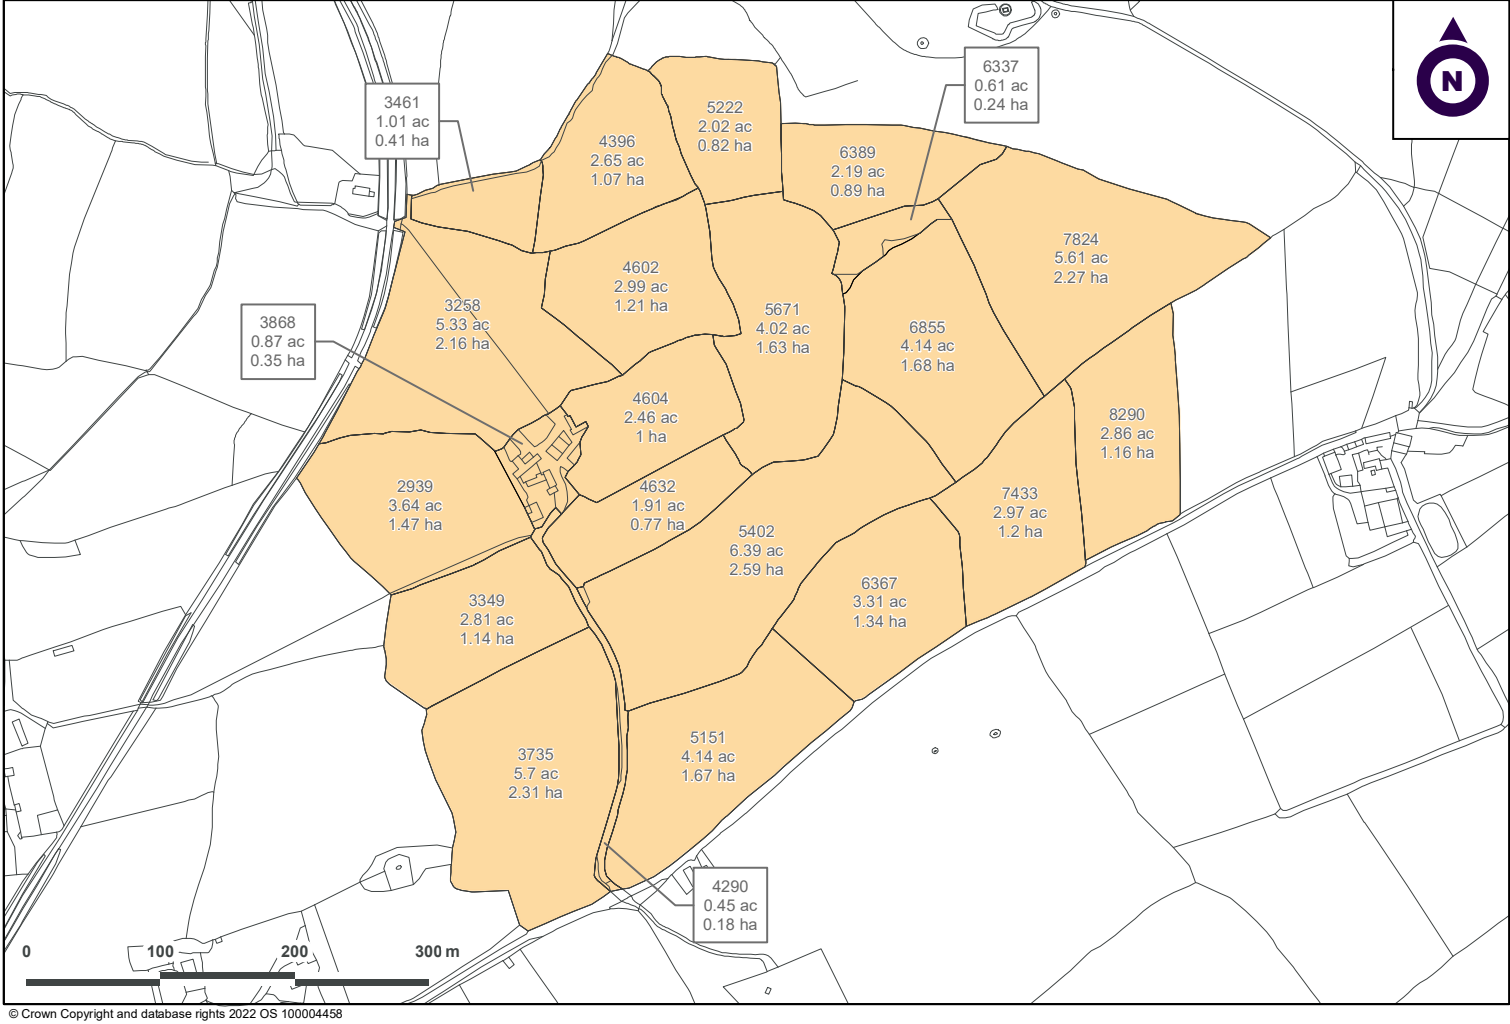 N
6337
0.61 ac
0.24 ha
3461
1.01 ac
0.41 ha
5222
2.02 ac
0.82 ha
4396
2.65 ac
1.07 ha
6389
2.19 ac
0.89 ha
7824
5.61 ac
2.27 ha
4602
2.99 ac
1.21 ha
3258
5.33 ac
2.16 ha
5671
4.02 ac
1.63 ha
3868
0.87 ac
0.35 ha
6855
4.14 ac
1.68 ha
4604
2.46 ac
1 ha
8290
2.86 ac
1.16 ha
2939
3.64 ac
1.47 ha
4632
1.91 ac
0.77 ha
7433
2.97 ac
1.2 ha
5402
6.39 ac
2.59 ha
6367
3.31 ac
1.34 ha
3349
2.81 ac
1.14 ha
5151
4.14 ac
1.67 ha
3735
5.7 ac
2.31 ha
4290
0.45 ac
0.18 ha
0 100 200 300 m
© Crown Copyright and database rights 2022 OS 100004458